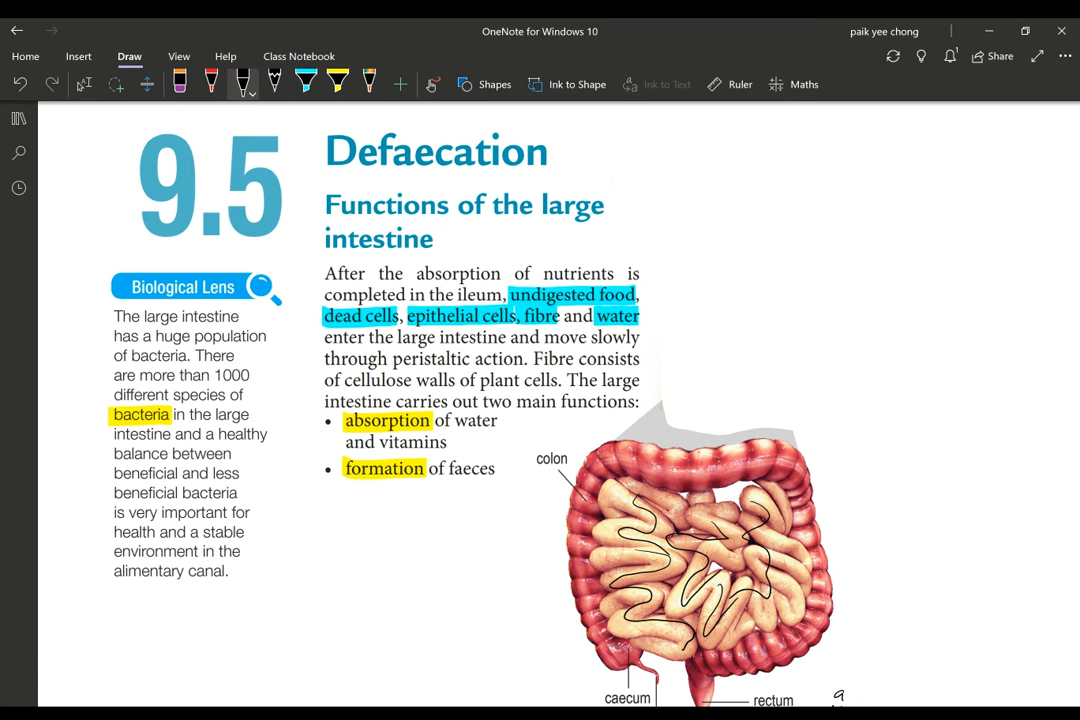 OneNote for Windows 10
paik yee chong
Home Insert Draw View Help Class Notebook
1 Share
Shapes Ink to Shape Ink to Text Ruler Maths
9.5
Defaecation
Functions of the large
intestine
After the absorption of nutrients is
completed in the ileum, undigested food,
dead cells, epithelial cells, fibre and water
enter the large intestine and move slowly
through peristaltic action. Fibre consists
of cellulose walls of plant cells. The large
intestine carries out two main functions:
• absorption of water
and vitamins
• formation of faeces
Biological Lens
The large intestine
has a huge population
of bacteria. There
are more than 1000
different species of
bacteria in the large
intestine and a healthy
balance between
beneficial and less
beneficial bacteria
is very important for
health and a stable
environment in the
alimentary canal.
colon
caecum
rectum